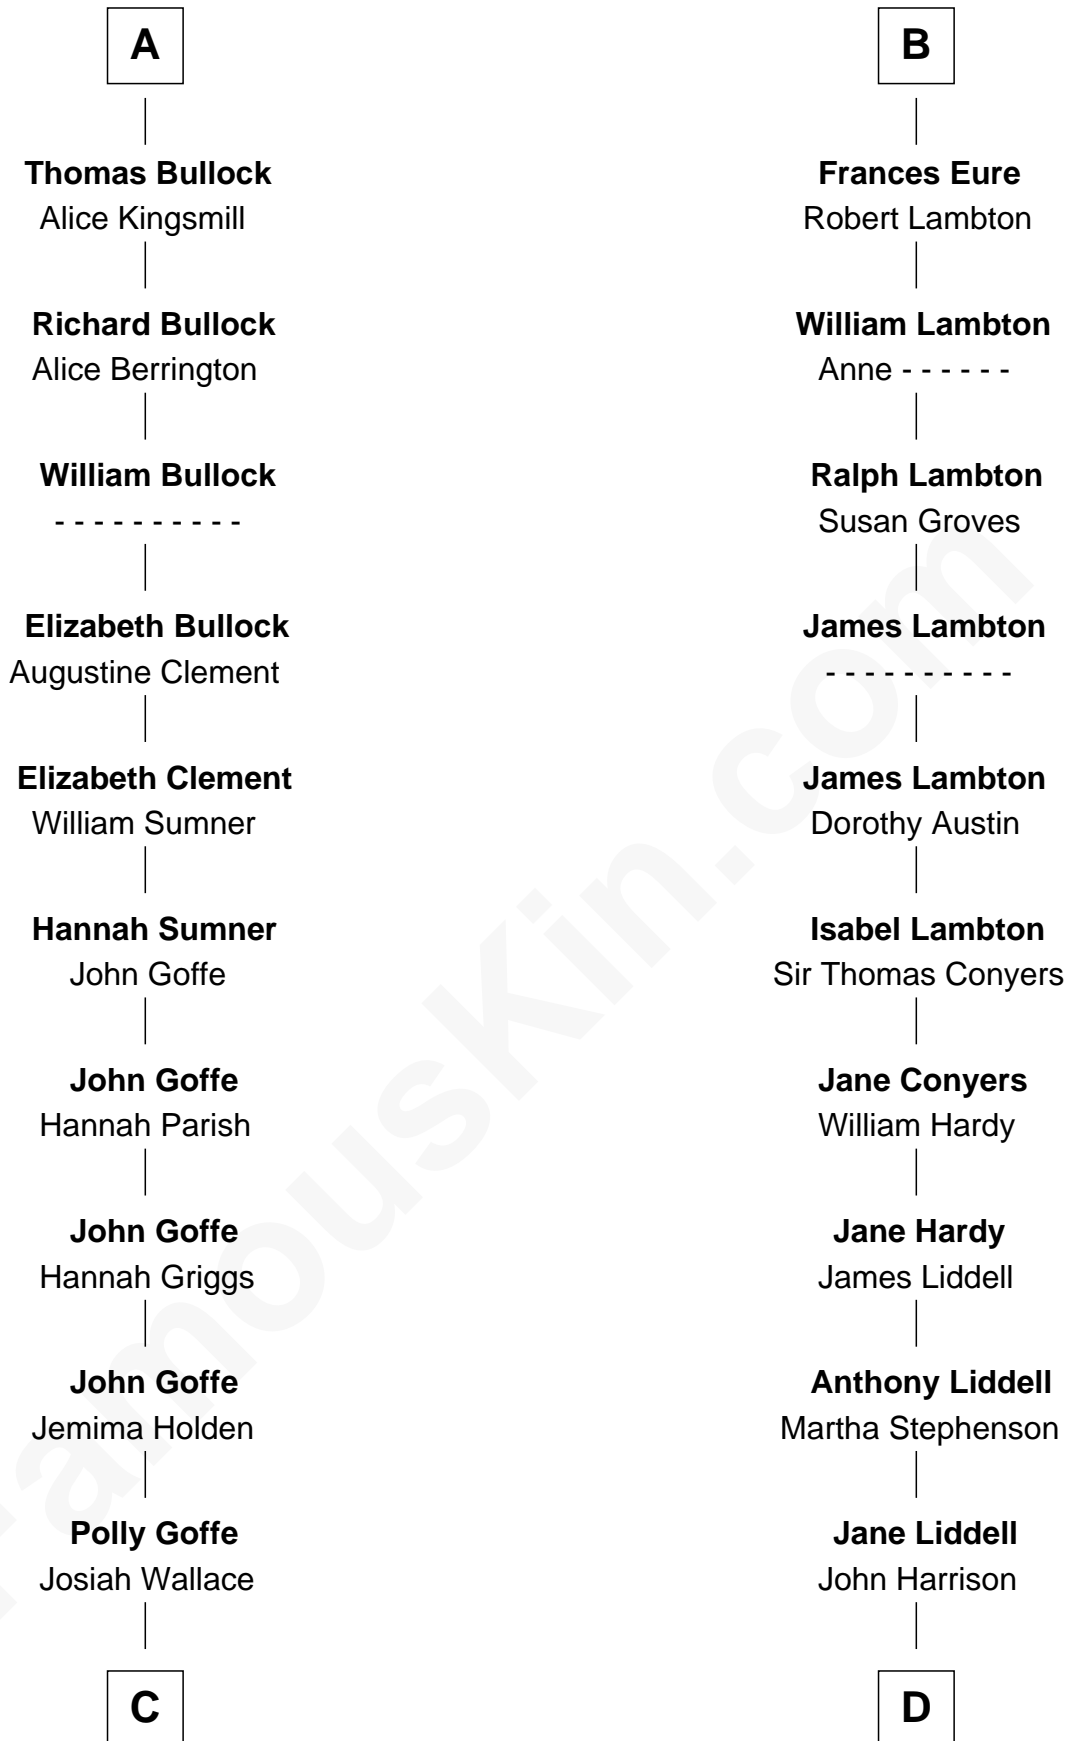 A
Thomas Bullock
Alice Kingsmill
Richard Bullock
Alice Berrington
William Bullock
- - - - - - - - - -
Elizabeth Bullock
Augustine Clement
Elizabeth Clement
William Sumner
Hannah Sumner
John Goffe
John Goffe
Hannah Parish
John Goffe
Hannah Griggs
John Goffe
Jemima Holden
Polly Goffe
Josiah Wallace
C
B
Frances Eure
Robert Lambton
William Lambton
Anne - - - - - -
Ralph Lambton
Susan Groves
James Lambton
- - - - - - - - - -
James Lambton
Dorothy Austin
Isabel Lambton
Sir Thomas Conyers
Jane Conyers
William Hardy
Jane Hardy
James Liddell
Anthony Liddell
Martha Stephenson
Jane Liddell
John Harrison
D
FamousKin.com